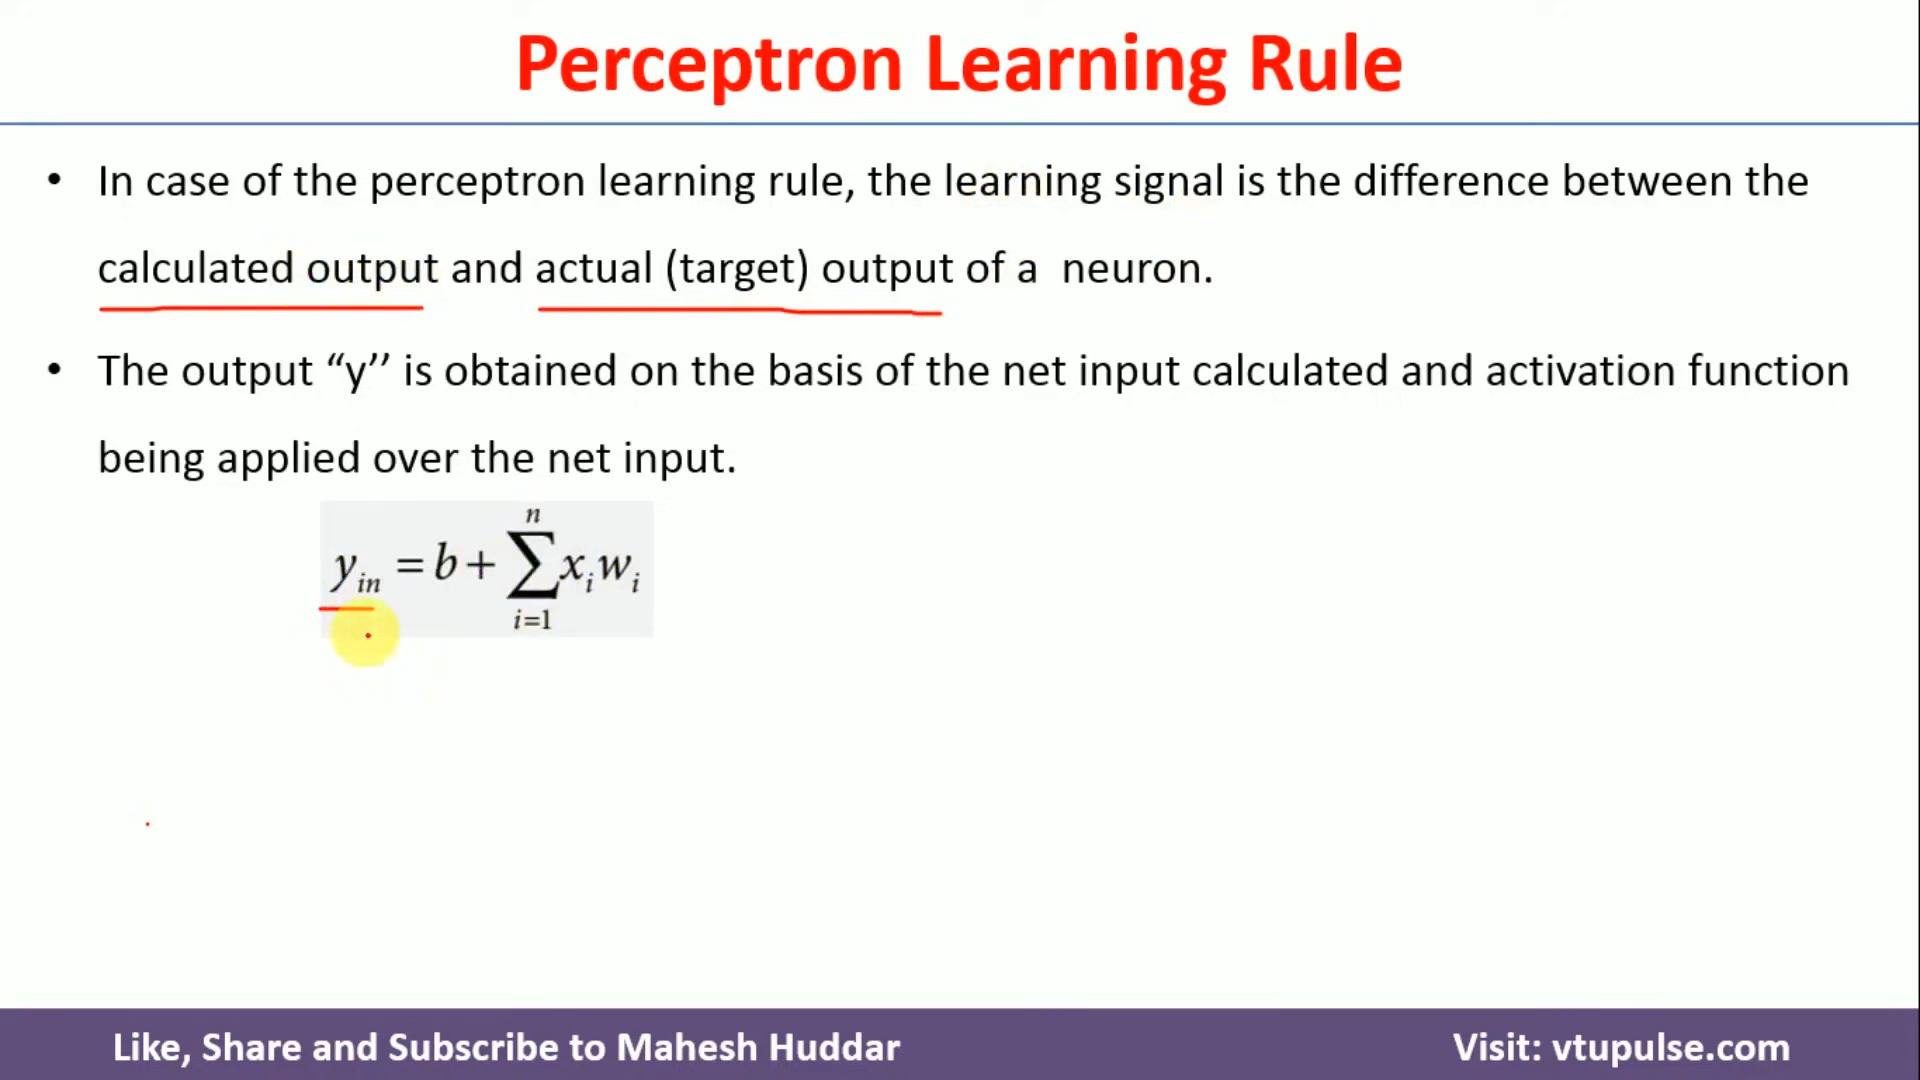 Perceptron Learning Rule
• In case of the perceptron learning rule, the learning signal is the difference between the
calculated output and actual (target) output of a neuron.
• The output “y’’ is obtained on the basis of the net input calculated and activation function
being applied over the net input.
y_{in} = b + \sum_{i=1}^{n} x_i w_i
Like, Share and Subscribe to Mahesh Huddar
Visit: vtupulse.com